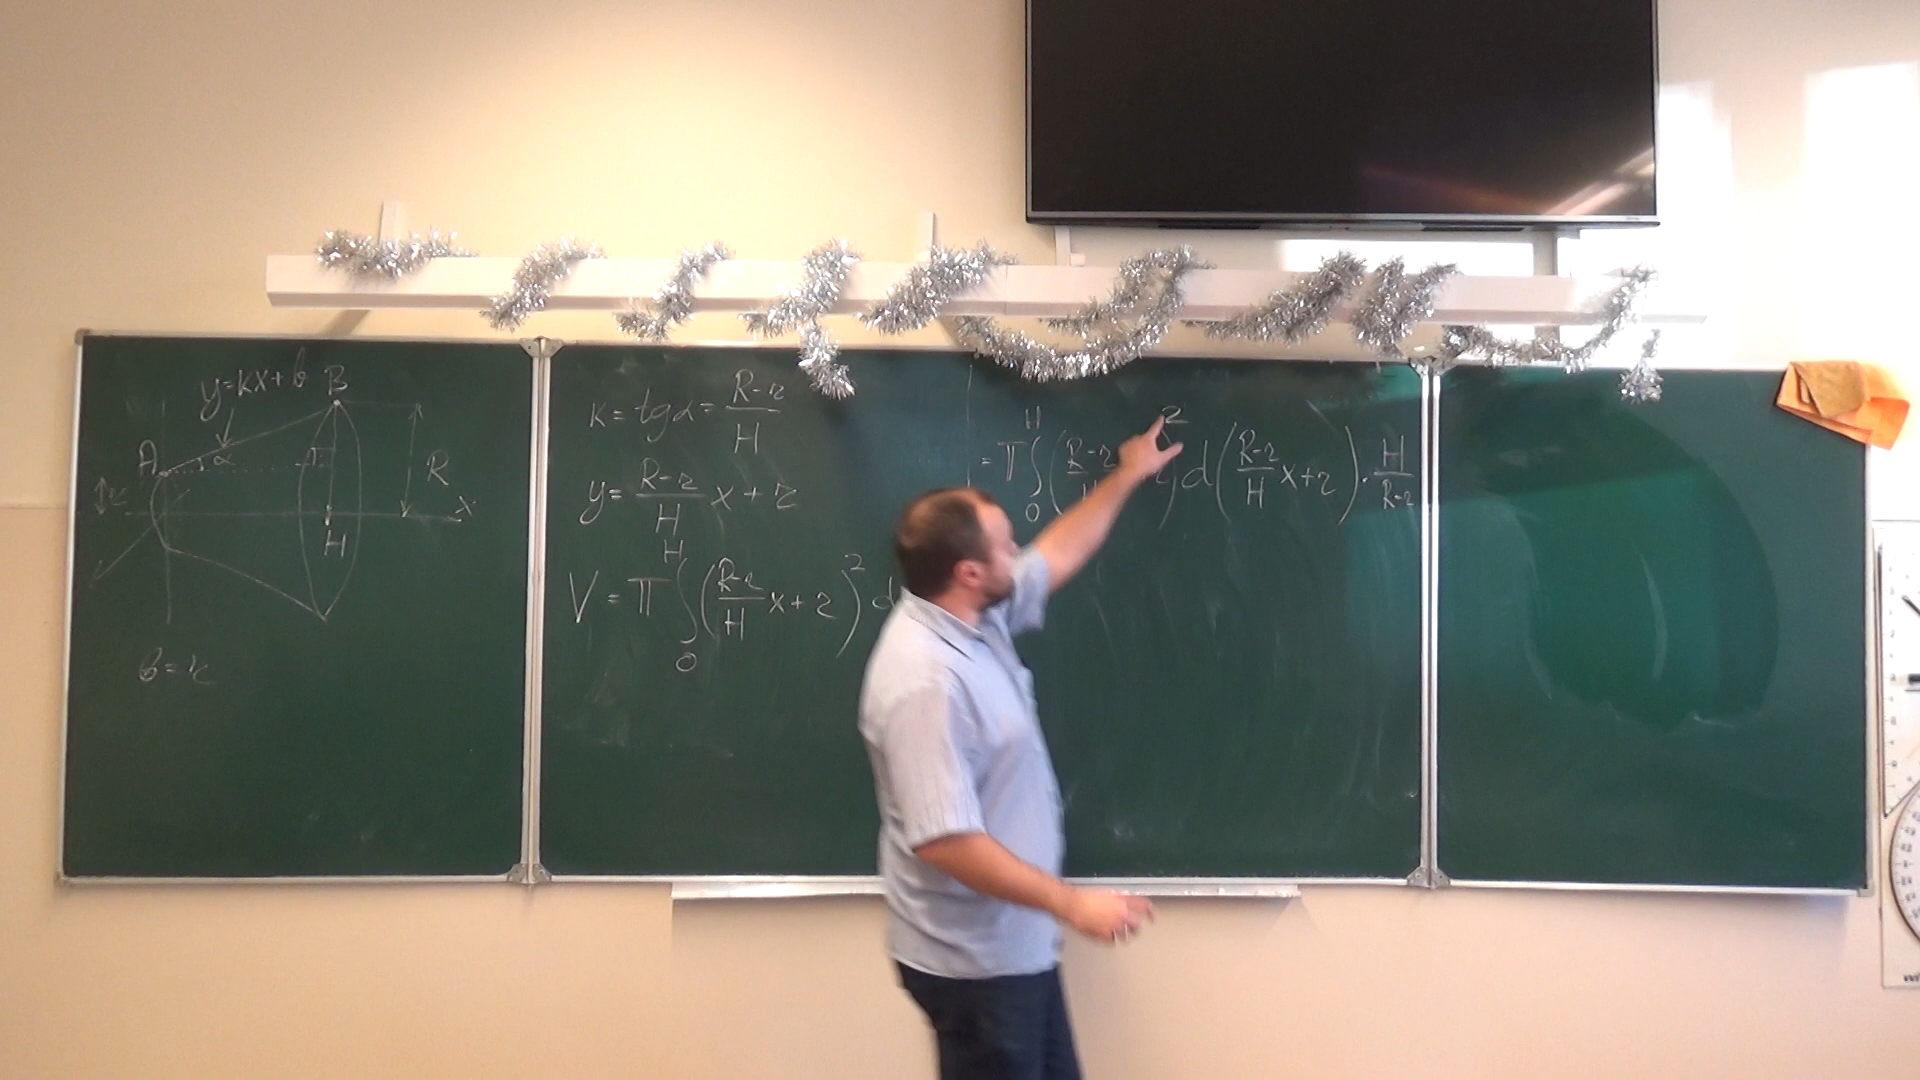 y=kx+b
B
A
α
r
R
x
H
b=r
k=tgα=(R-r)/H
y=(R-r)/H x+r
V=π∫₀ᴴ((R-r)/H x+r)² d
=π∫₀ᴴ(R-r)² d((R-r)/H x+r)·H/(R-r)